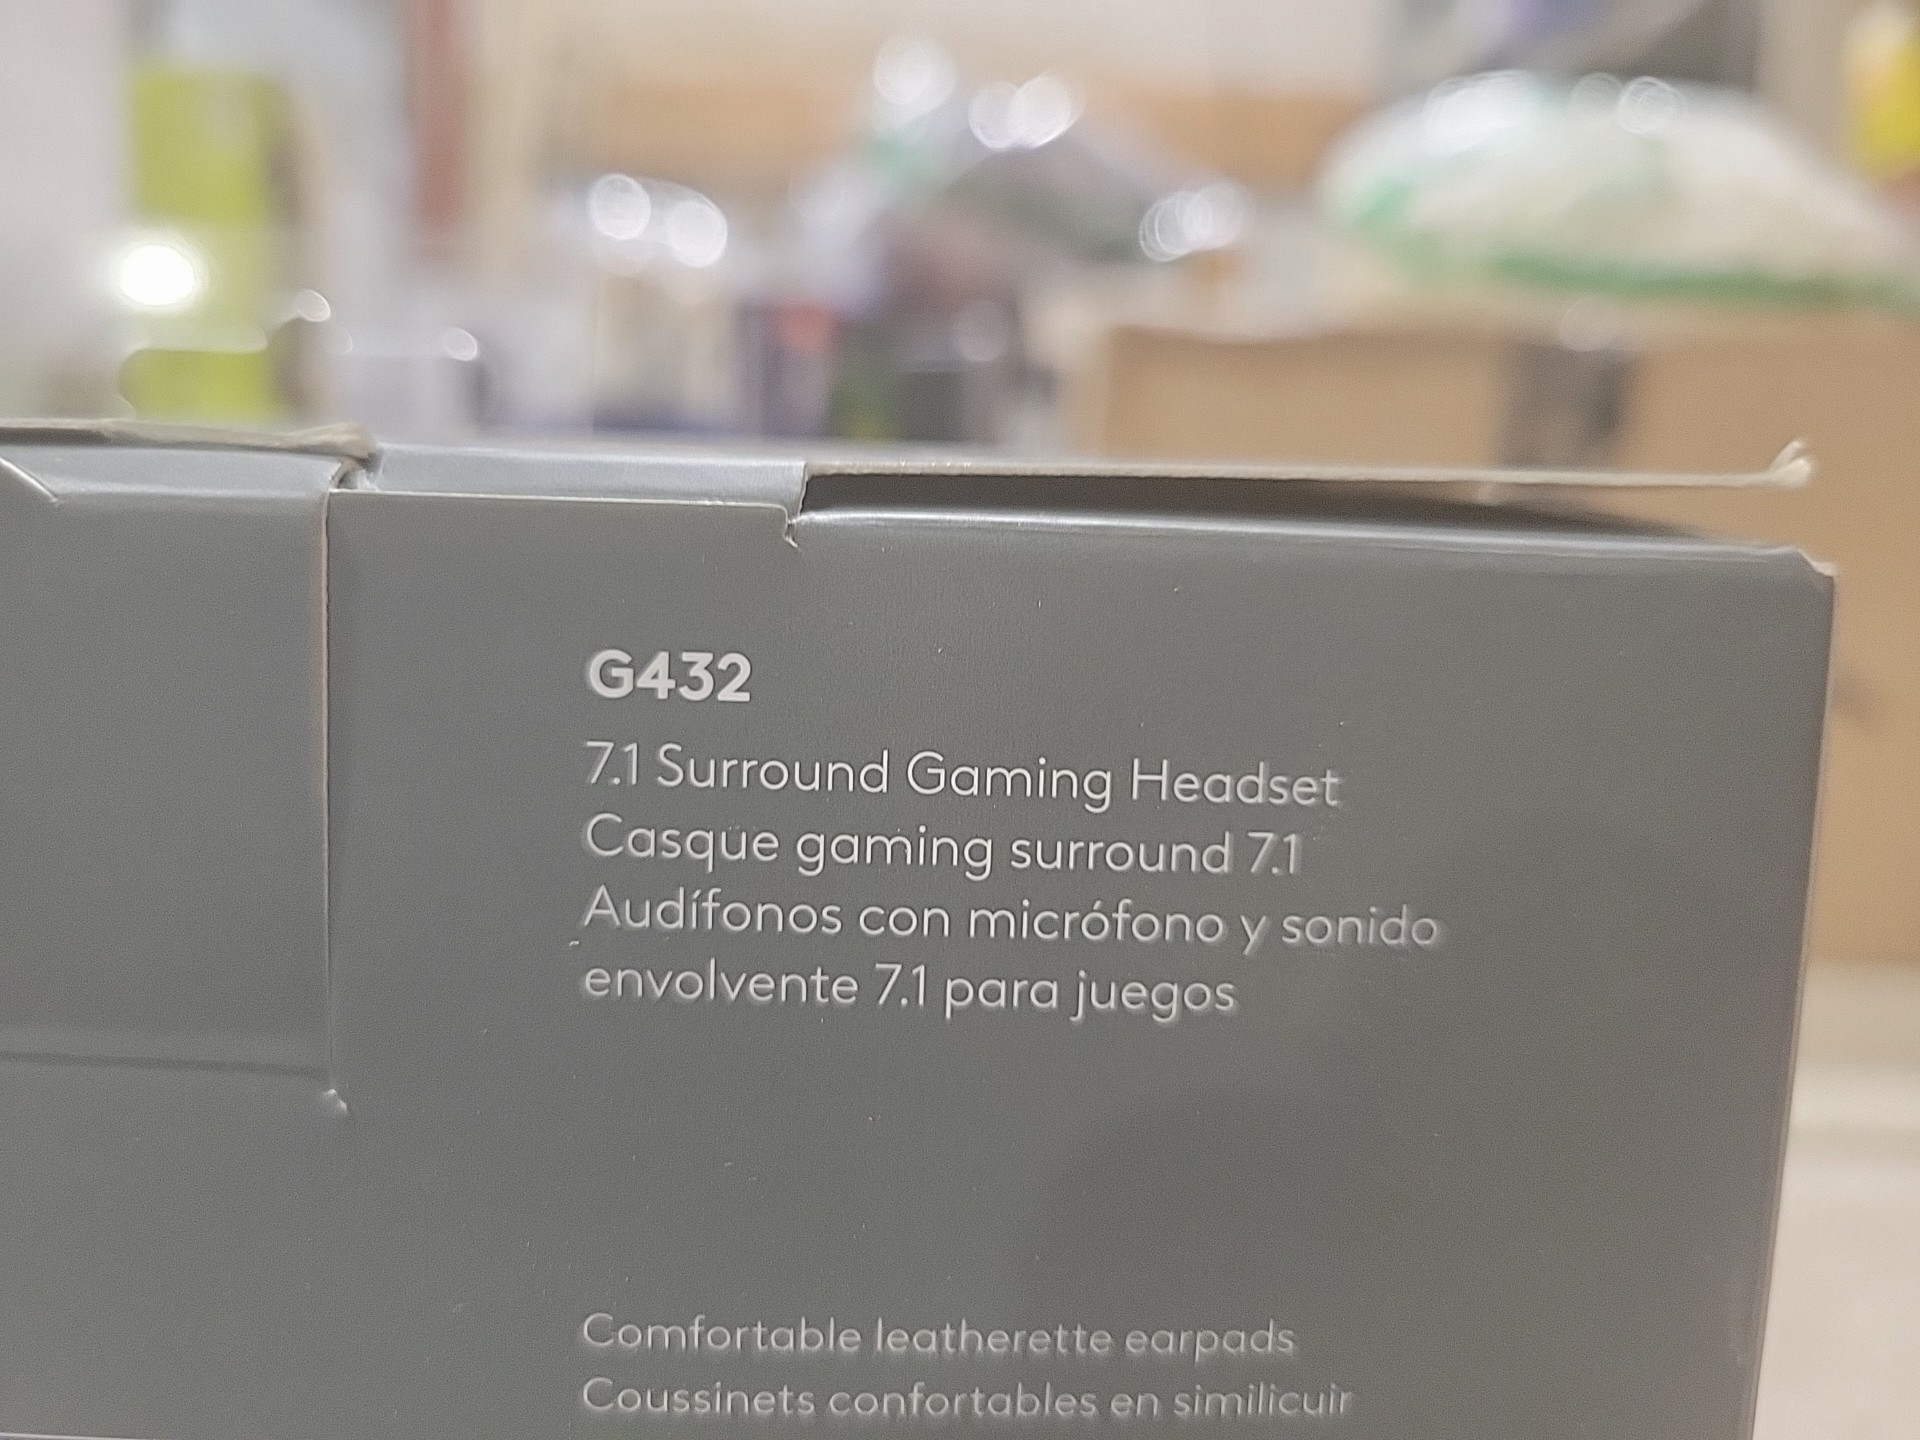 G432
7.1 Surround Gaming Headset
Casque gaming surround 7.1
Audífonos con micrófono y sonido
envolvente 7.1 para juegos
Comfortable leatherette earpads
Coussinets confortables en similicuir